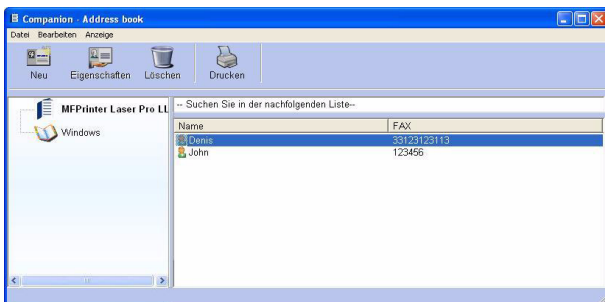 Companion - Address book
Datei Bearbeiten Anzeige
Neu Eigenschaften Löschen Drucken
MFPrinter Laser Pro LL
Windows
-- Suchen Sie in der nachfolgenden Liste--
Name FAX
Denis 33123123113
John 123456